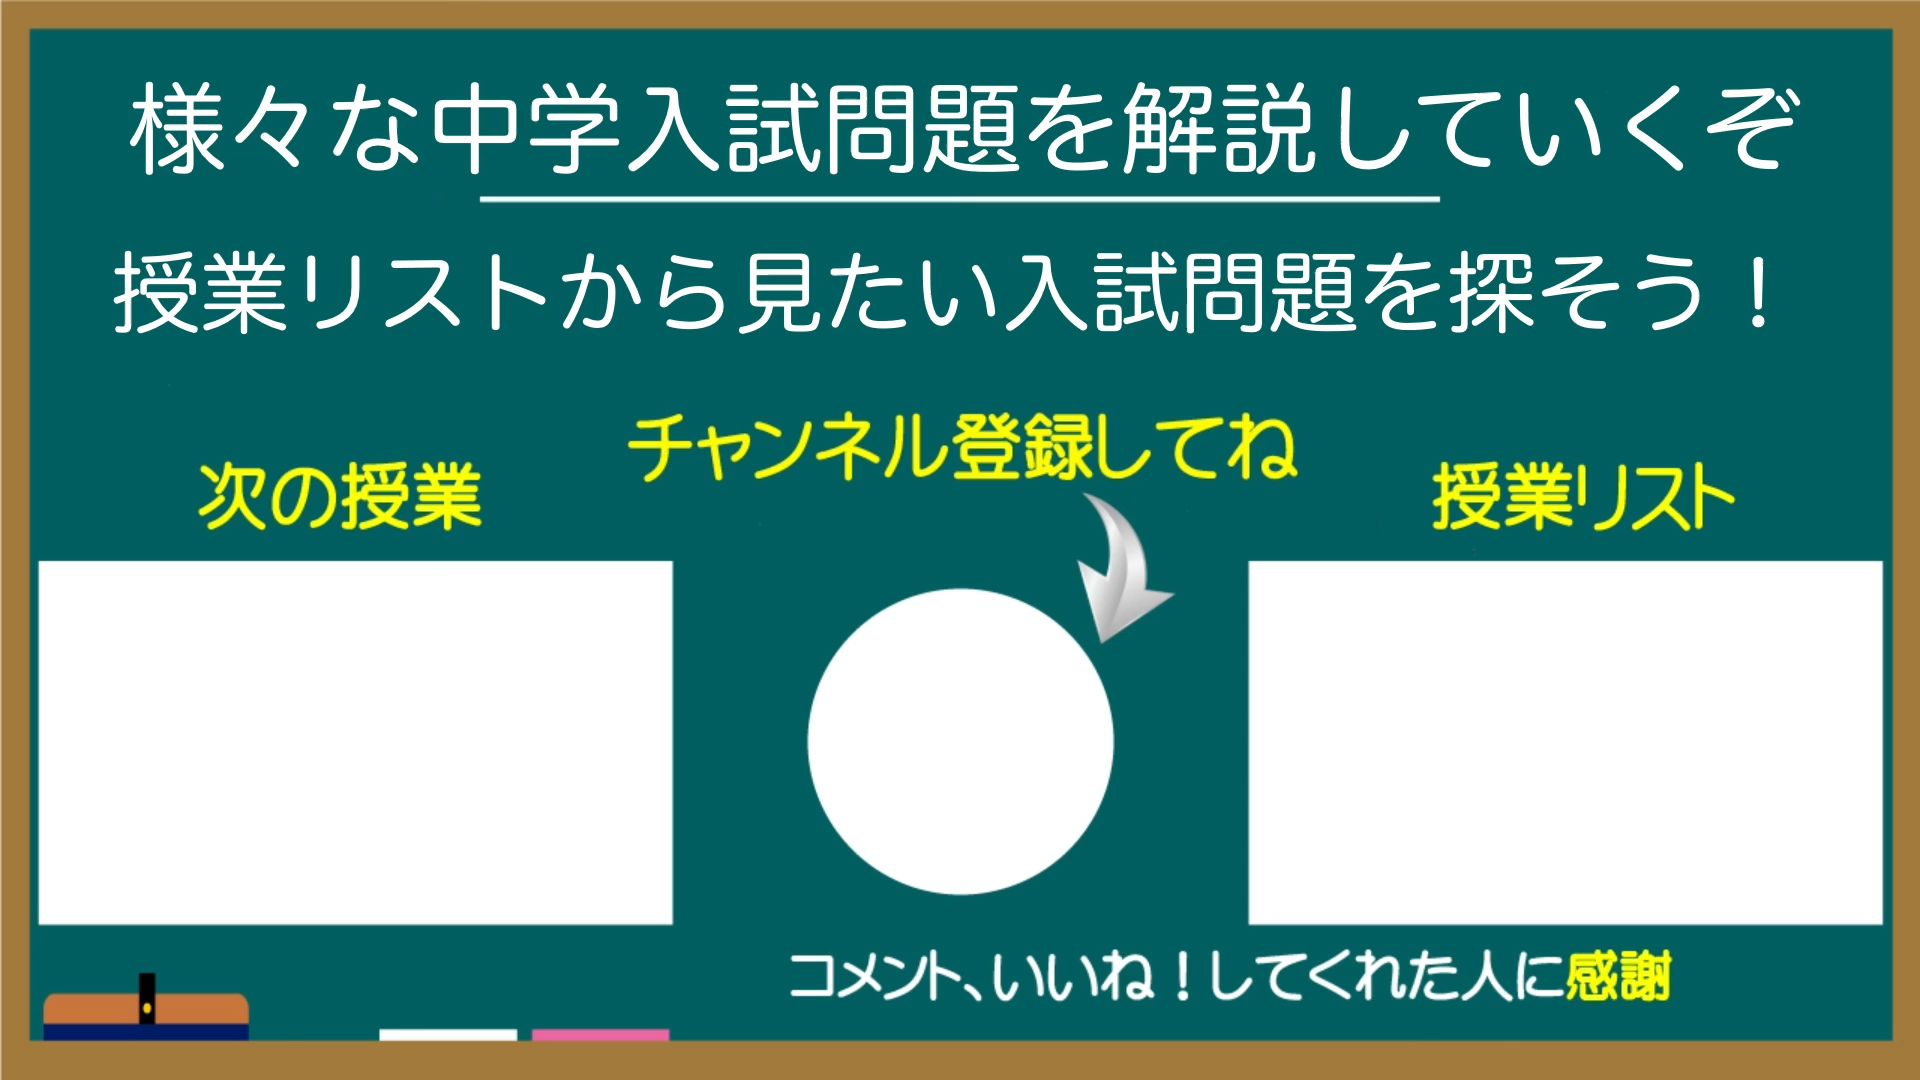 様々な中学入試問題を解説していくぞ
授業リストから見たい入試問題を探そう！
チャンネル登録してね
次の授業
授業リスト
コメント、いいね！してくれた人に感謝